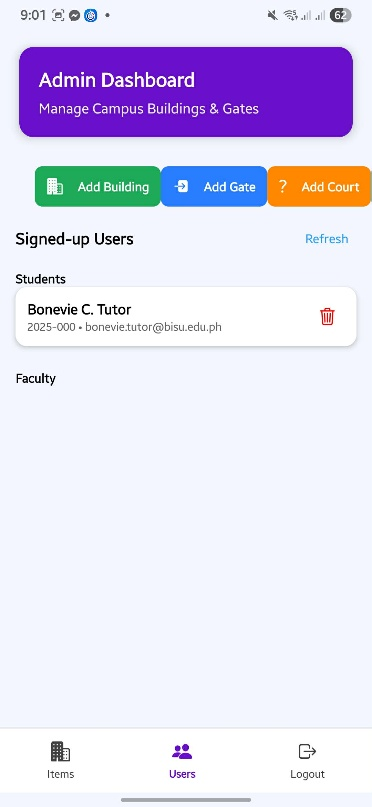 9:01 62
Admin Dashboard
Manage Campus Buildings & Gates
Add Building Add Gate ? Add Court
Signed-up Users Refresh
Students
Bonevie C. Tutor
2025-000 • bonevie.tutor@bisu.edu.ph
Faculty
Items Users Logout